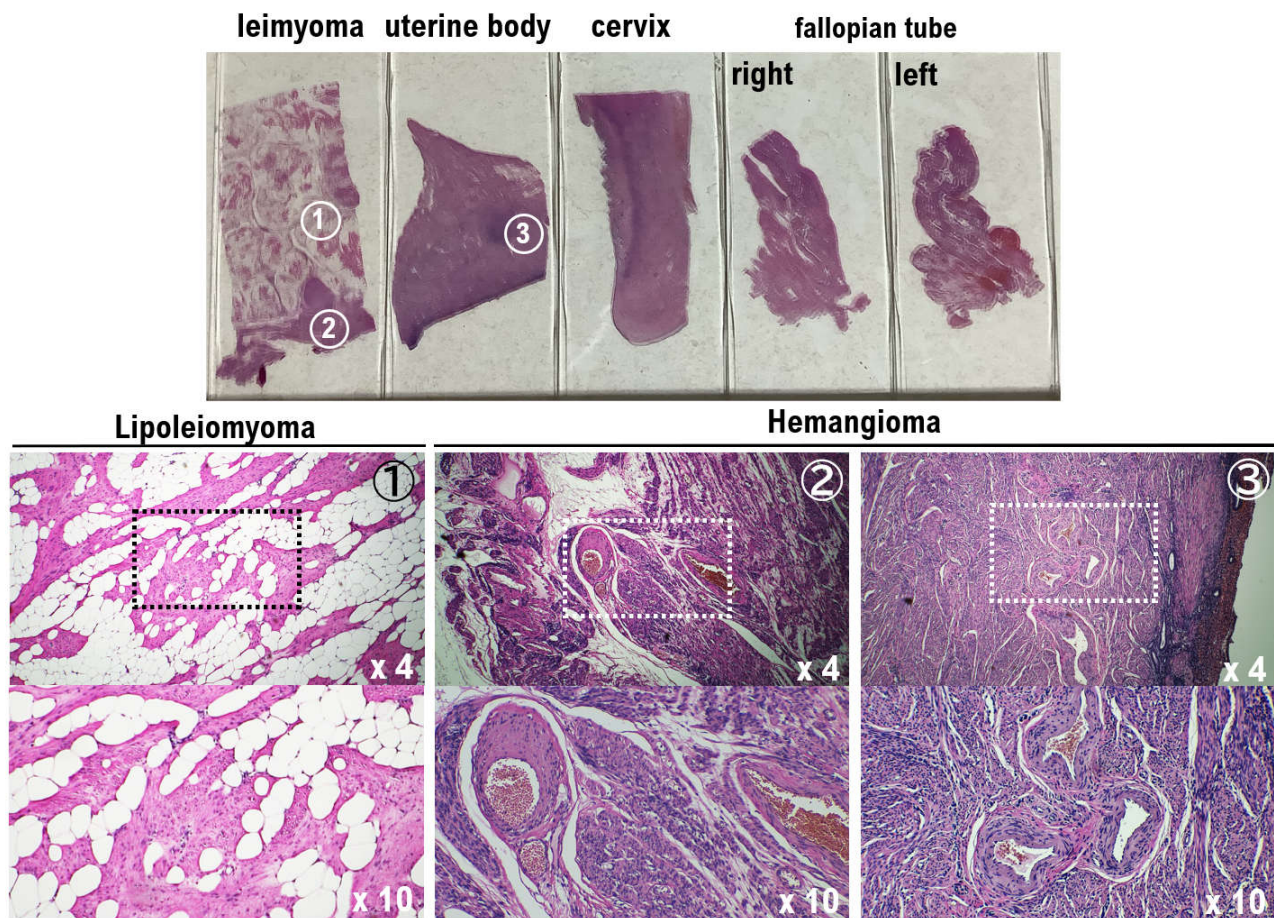 leimyoma uterine body cervix fallopian tube
right left
1
3
2
Lipoleiomyoma Hemangioma
1 2 3
x 4 x 4 x 4
x 10 x 10 x 10